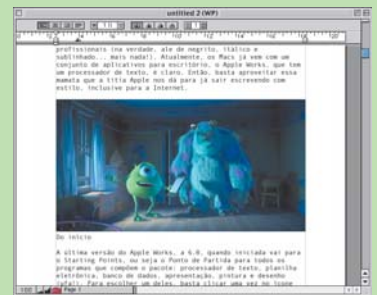 untitled 2 (WP)
profissionais (na verdade, ale de negrito, itálico e
sublinhado... mais nada!). Atualmente, os Macs já vem com um
conjunto de aplicativos para escritório, o Apple Works, que tem
um processador de texto, é claro. Então, basta aproveitar essa
mamata que a titia Apple nos dá para já sair escrevendo com
estilo, inclusive para a Internet.
Do início
A última versão do Apple Works, a 6.0, quando iniciada vai para
o Starting Points, ou seja o Ponto de Partida para todos os
programas que compõem o pacote: processador de texto, planilha
eletrônica, banco de dados, apresentação, pintura e desenho
(ufa!). Para escolher um deles, basta clicar uma vez no ícone
100
Page 1